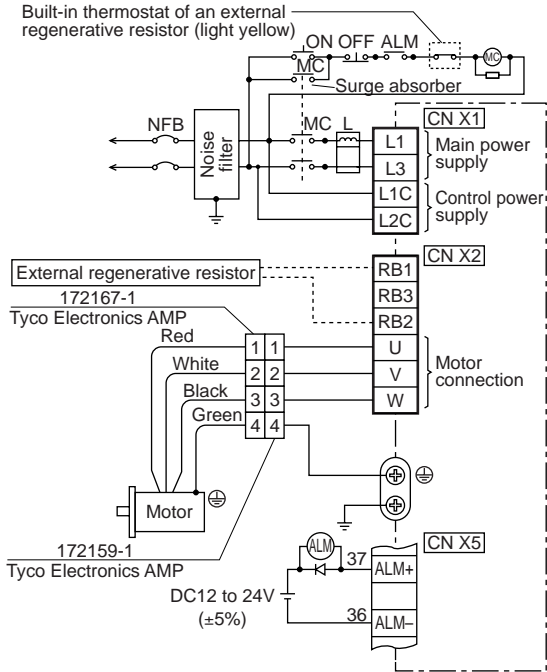 Built-in thermostat of an external
regenerative resistor (light yellow)
ON OFF ALM
MC
MC
Surge absorber
NFB
Noise filter
MC L
CN X1
L1
L3
L1C
L2C
Main power
supply
Control power
supply
CN X2
External regenerative resistor
RB1
RB3
RB2
U
V
W
Motor
connection
172167-1
Tyco Electronics AMP
Red
White
Black
Green
1 1
2 2
3 3
4 4
Motor
172159-1
Tyco Electronics AMP
CN X5
ALM
37
ALM+
DC12 to 24V
(±5%)
36
ALM–